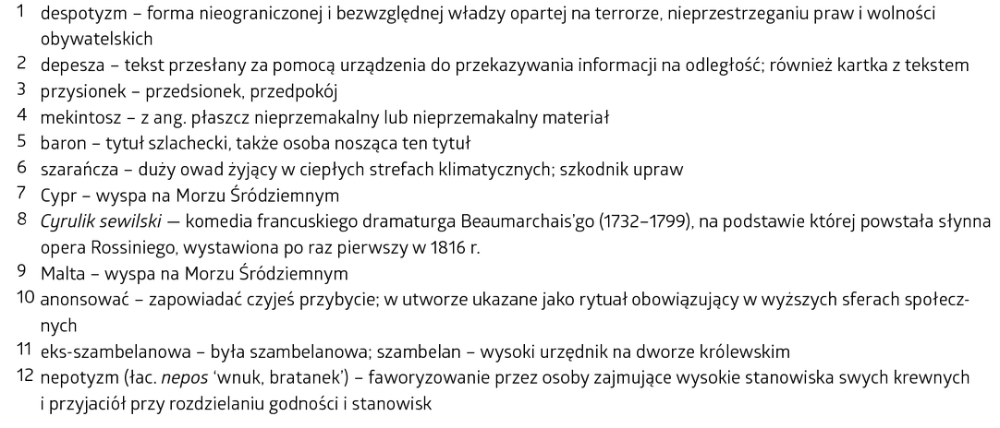 1 despotyzm – forma nieograniczonej i bezwzględnej władzy opartej na terrorze, nieprzestrzeganiu praw i wolności
obywatelskich
2 depesza – tekst przesłany za pomocą urządzenia do przekazywania informacji na odległość; również kartka z tekstem
3 przysionek – przedsionek, przedpokój
4 mekintosz – z ang. płaszcz nieprzemakalny lub nieprzemakalny materiał
5 baron – tytuł szlachecki, także osoba nosząca ten tytuł
6 szarańcza – duży owad żyjący w ciepłych strefach klimatycznych; szkodnik upraw
7 Cypr – wyspa na Morzu Śródziemnym
8 Cyrulik sewilski — komedia francuskiego dramaturga Beaumarchais’go (1732–1799), na podstawie której powstała słynna
opera Rossiniego, wystawiona po raz pierwszy w 1816 r.
9 Malta – wyspa na Morzu Śródziemnym
10 anonsować – zapowiadać czyjeś przybycie; w utworze ukazane jako rytuał obowiązujący w wyższych sferach społecz-
nych
11 eks-szambelanowa – była szambelanowa; szambelan – wysoki urzędnik na dworze królewskim
12 nepotyzm (łac. nepos ‘wnuk, bratanek’) – faworyzowanie przez osoby zajmujące wysokie stanowiska swych krewnych
i przyjaciół przy rozdzielaniu godności i stanowisk